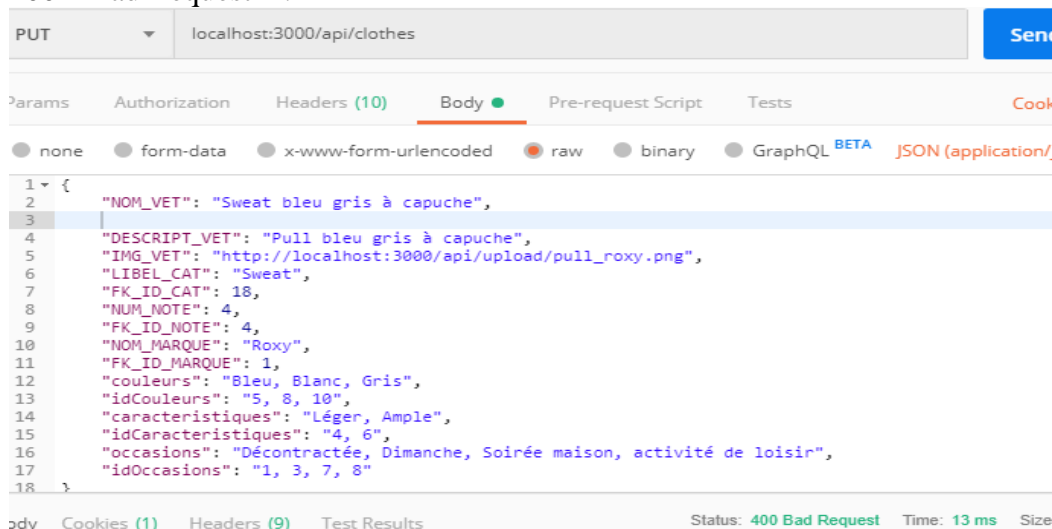 PUT localhost:3000/api/clothes Send
Params Authorization Headers (10) Body Pre-request Script Tests Cook
none form-data x-www-form-urlencoded raw binary GraphQL BETA JSON (application/j
1 {
2 "NOM_VET": "Sweat bleu gris à capuche",
3
4 "DESCRIPT_VET": "Pull bleu gris à capuche",
5 "IMG_VET": "http://localhost:3000/api/upload/pull_roxy.png",
6 "LIBEL_CAT": "Sweat",
7 "FK_ID_CAT": 18,
8 "NUM_NOTE": 4,
9 "FK_ID_NOTE": 4,
10 "NOM_MARQUE": "Roxy",
11 "FK_ID_MARQUE": 1,
12 "couleurs": "Bleu, Blanc, Gris",
13 "idCouleurs": "5, 8, 10",
14 "caracteristiques": "Léger, Ample",
15 "idCaracteristiques": "4, 6",
16 "occasions": "Décontractée, Dimanche, Soirée maison, activité de loisir",
17 "idOccasions": "1, 3, 7, 8"
18 }
ody Cookies (1) Headers (9) Test Results Status: 400 Bad Request Time: 13 ms Size